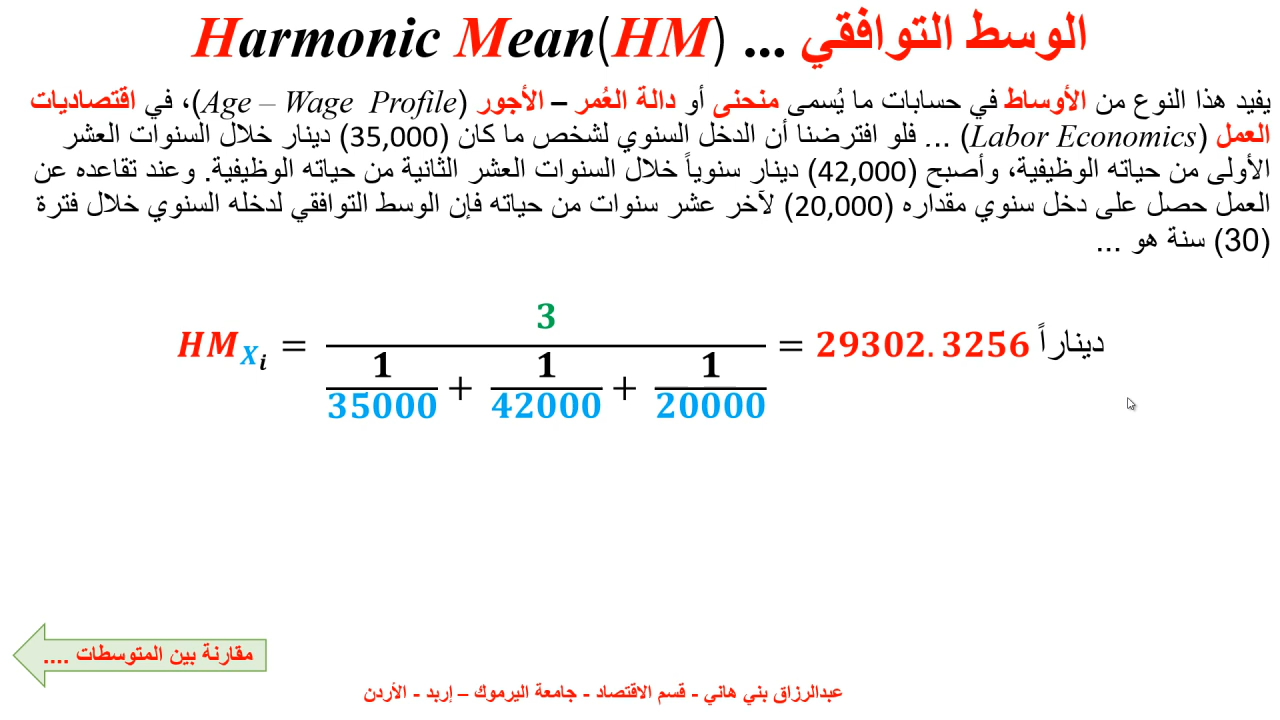 الوسط التوافقي ... Harmonic Mean(HM)
يفيد هذا النوع من الأوساط في حسابات ما يُسمى منحنى أو دالة العُمر – الأجور (Age – Wage Profile)، في اقتصاديات
العمل (Labor Economics) ... فلو افترضنا أن الدخل السنوي لشخص ما كان (35,000) دينار خلال السنوات العشر
الأولى من حياته الوظيفية، وأصبح (42,000) دينار سنوياً خلال السنوات العشر الثانية من حياته الوظيفية. وعند تقاعده عن
العمل حصل على دخل سنوي مقداره (20,000) لآخر عشر سنوات من حياته فإن الوسط التوافقي لدخله السنوي خلال فترة
(30) سنة هو ...
HM_{X_i} = \frac{3}{\frac{1}{35000} + \frac{1}{42000} + \frac{1}{20000}} = 29302.3256 ديناراً
مقارنة بين المتوسطات ....
عبدالرزاق بني هاني - قسم الاقتصاد - جامعة اليرموك – إربد - الأردن